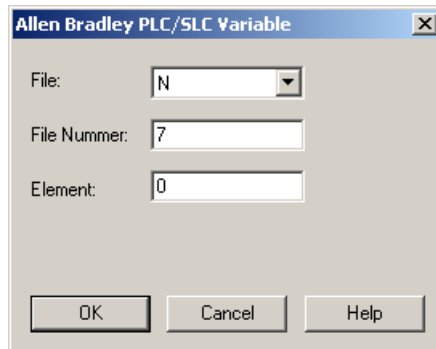 Allen Bradley PLC/SLC Variable
File: N
File Nummer: 7
Element: 0
OK Cancel Help